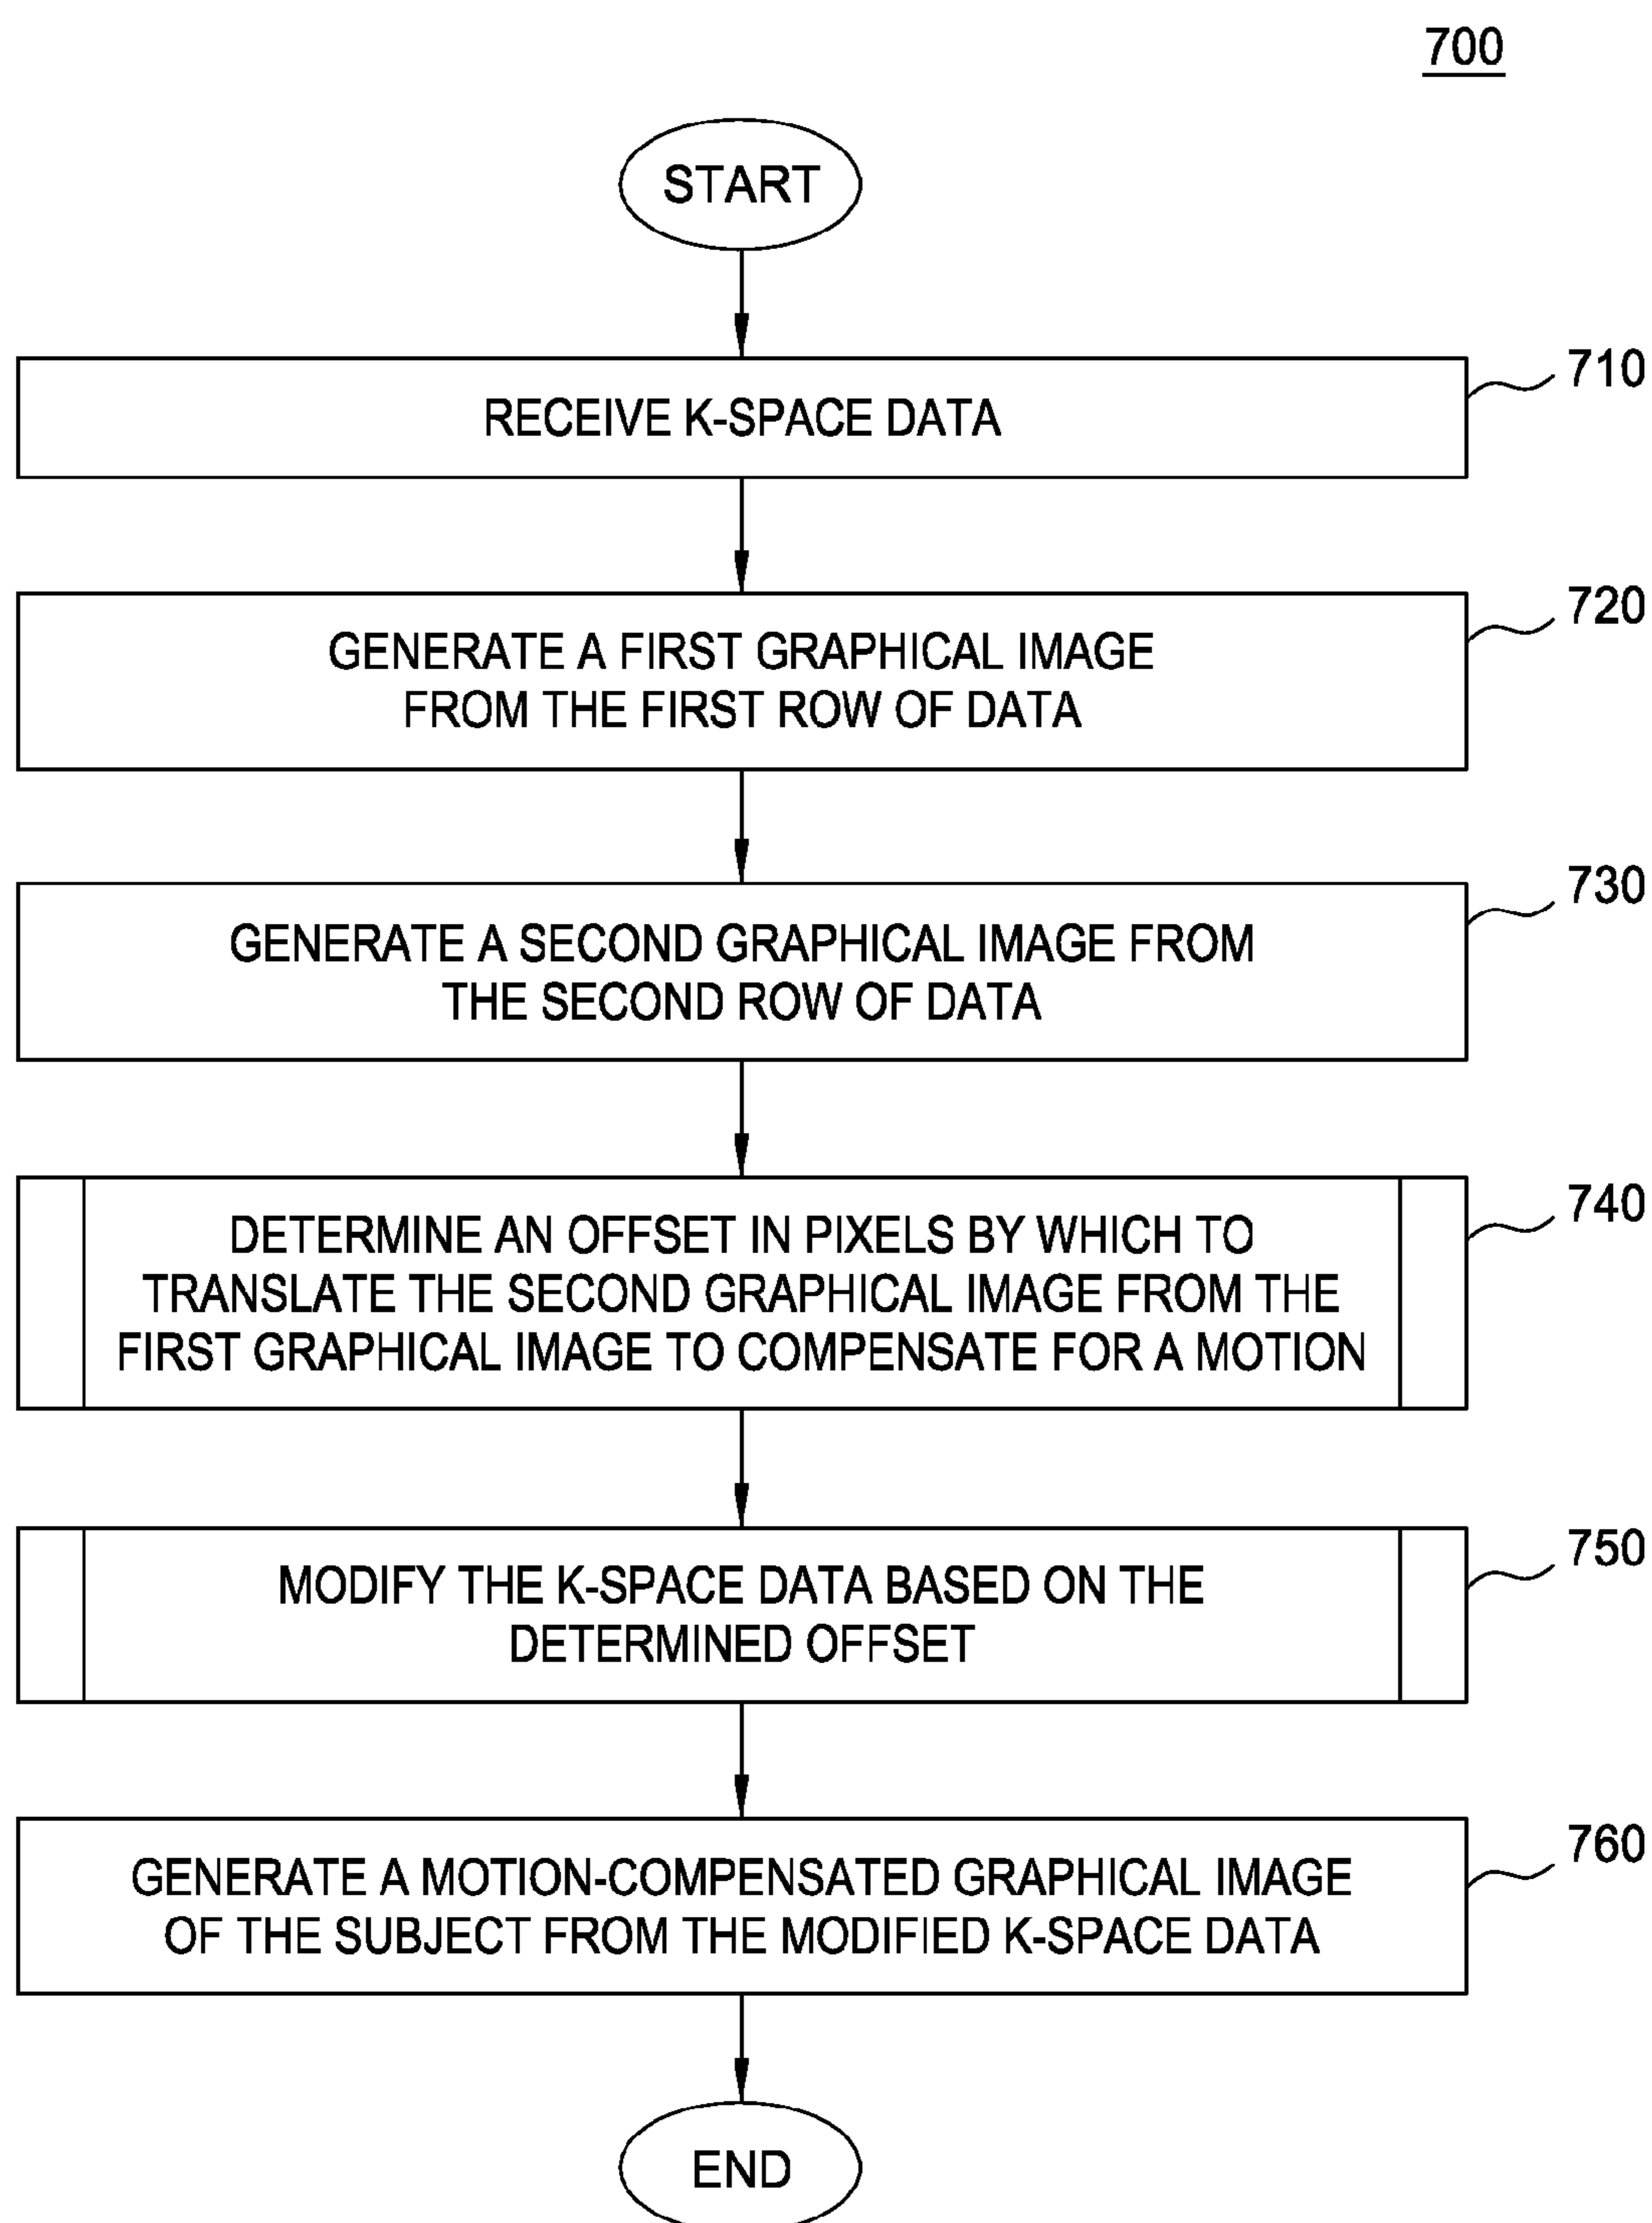 700
START
710
RECEIVE K-SPACE DATA
720
GENERATE A FIRST GRAPHICAL IMAGE
FROM THE FIRST ROW OF DATA
730
GENERATE A SECOND GRAPHICAL IMAGE FROM
THE SECOND ROW OF DATA
740
DETERMINE AN OFFSET IN PIXELS BY WHICH TO
TRANSLATE THE SECOND GRAPHICAL IMAGE FROM THE
FIRST GRAPHICAL IMAGE TO COMPENSATE FOR A MOTION
750
MODIFY THE K-SPACE DATA BASED ON THE
DETERMINED OFFSET
760
GENERATE A MOTION-COMPENSATED GRAPHICAL IMAGE
OF THE SUBJECT FROM THE MODIFIED K-SPACE DATA
END